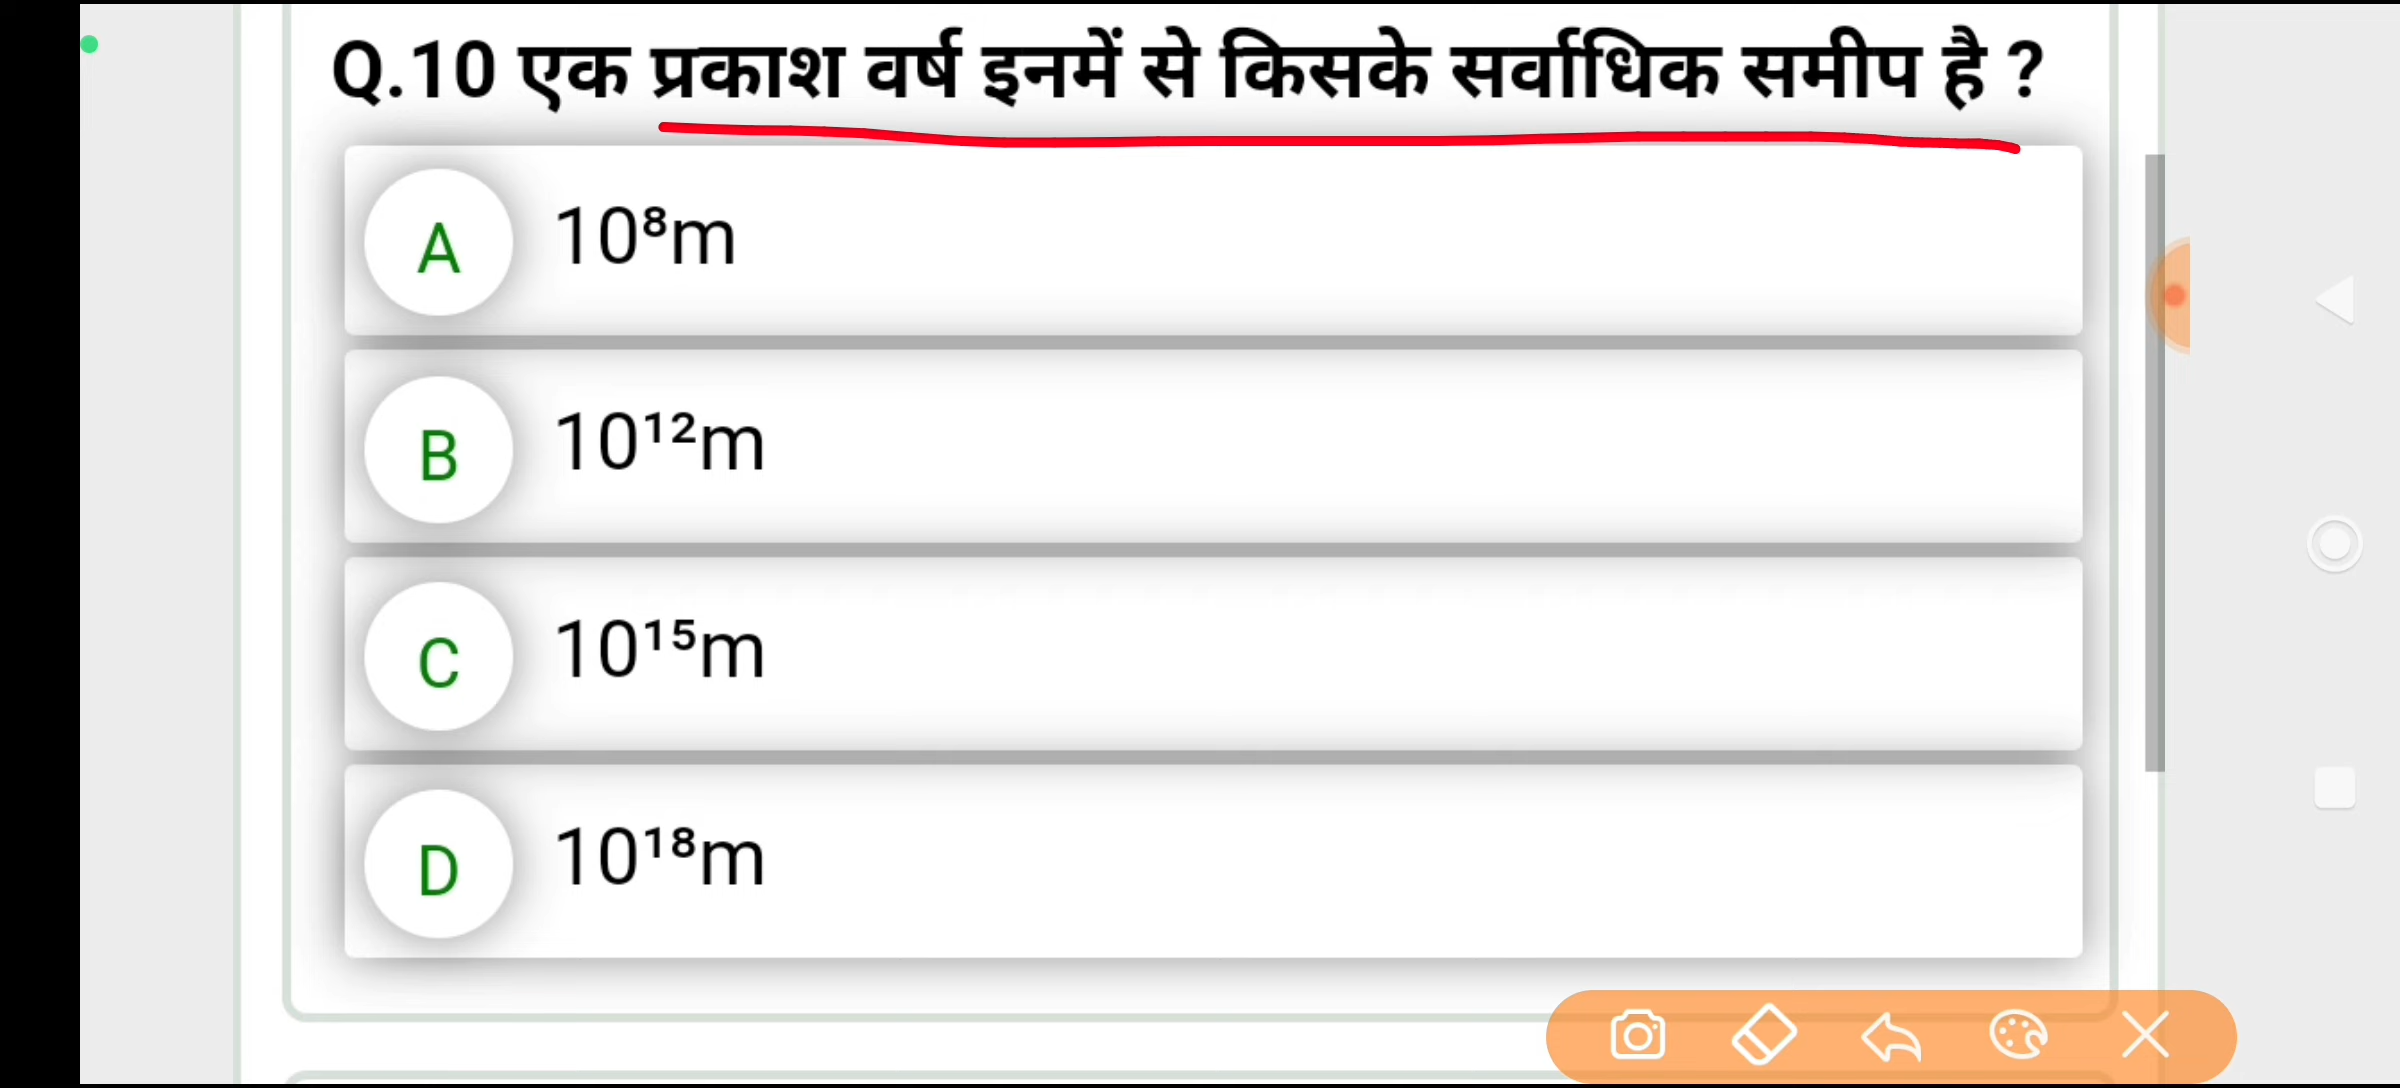 Q.10 एक प्रकाश वर्ष इनमें से किसके सर्वाधिक समीप है ?
A 10⁸m
B 10¹²m
C 10¹⁵m
D 10¹⁸m